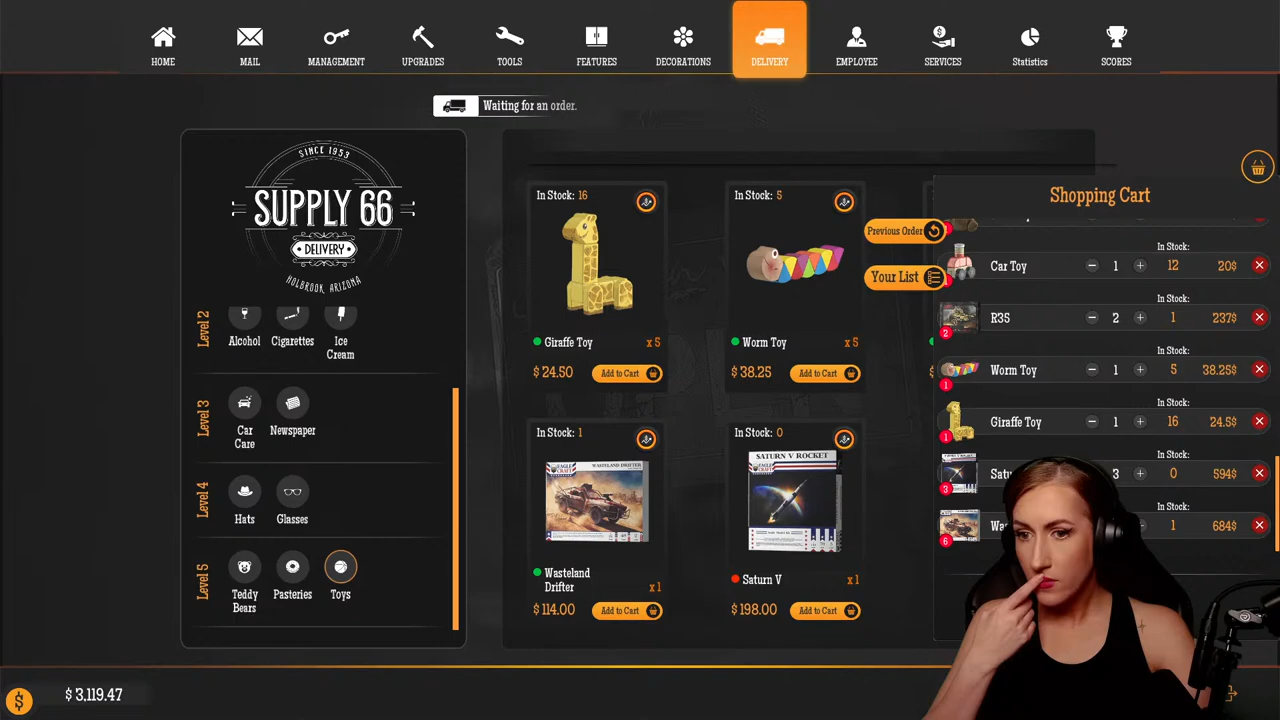 HOME
MAIL
MANAGEMENT
UPGRADES
TOOLS
FEATURES
DECORATIONS
DELIVERY
EMPLOYEE
SERVICES
Statistics
SCORES
Waiting for an order.
SINCE 1953
SUPPLY 66
DELIVERY
HOLBROOK, ARIZONA
Level 2
Alcohol
Cigarettes
Ice
Cream
Level 3
Car
Care
Newspaper
Level 4
Hats
Glasses
Level 5
Teddy
Bears
Pasteries
Toys
In Stock: 16
Giraffe Toy x 5
$ 24.50 Add to Cart
In Stock: 5
Worm Toy x 5
$ 38.25 Add to Cart
In Stock: 1
WASTELAND DRIFTER
Wasteland
Drifter x 1
$ 114.00 Add to Cart
In Stock: 0
SATURN V ROCKET
Saturn V x 1
$ 198.00 Add to Cart
Previous Order
Your List
Shopping Cart
In Stock:
Car Toy 1 12 20$
In Stock:
R35 2 1 237$
2
In Stock:
Worm Toy 1 5 38.25$
1
In Stock:
Giraffe Toy 1 16 24.5$
1
In Stock:
Satu 3 0 594$
3
In Stock:
Was 1 684$
6
$ 3,119.47